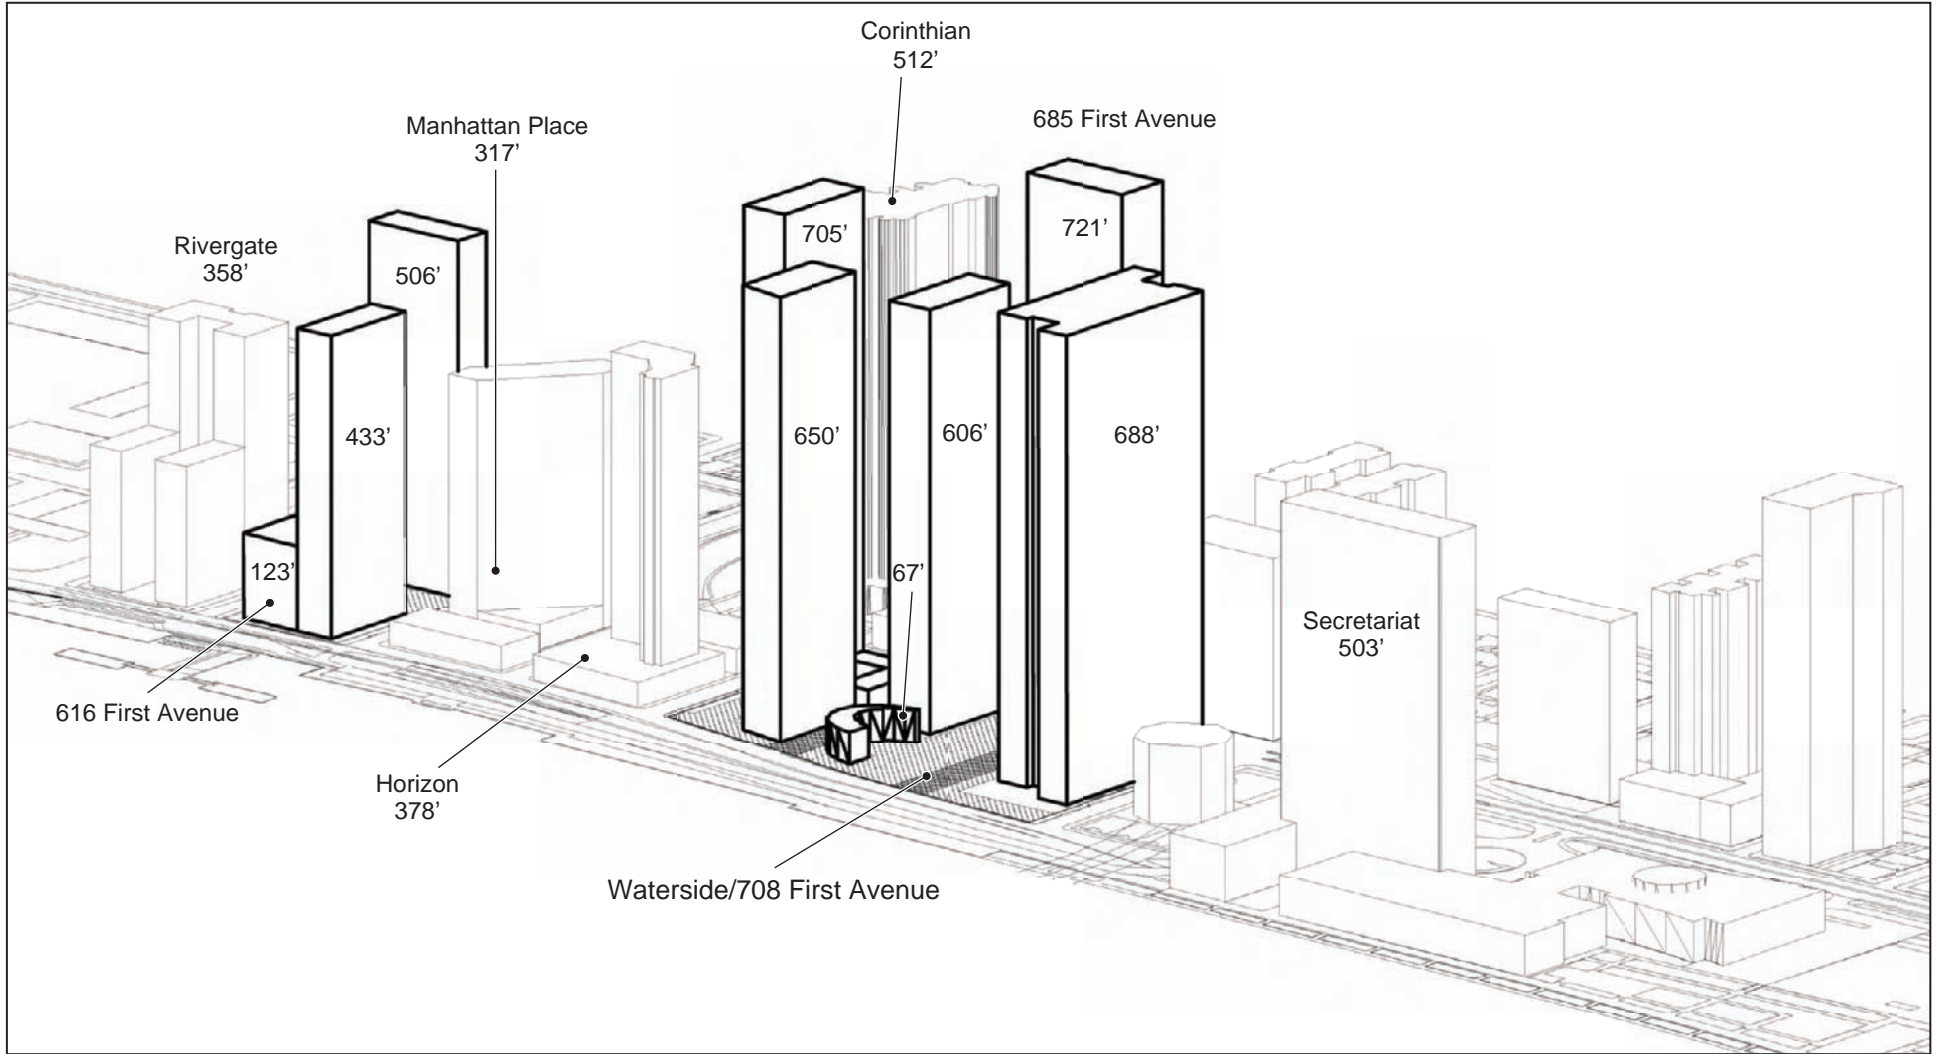 Corinthian
512’
685 First Avenue
Manhattan Place
317’
Rivergate
358’
506’
705’
721’
433’
650’
606’
688’
123’
67’
Secretariat
503’
616 First Avenue
Horizon
378’
Waterside/708 First Avenue